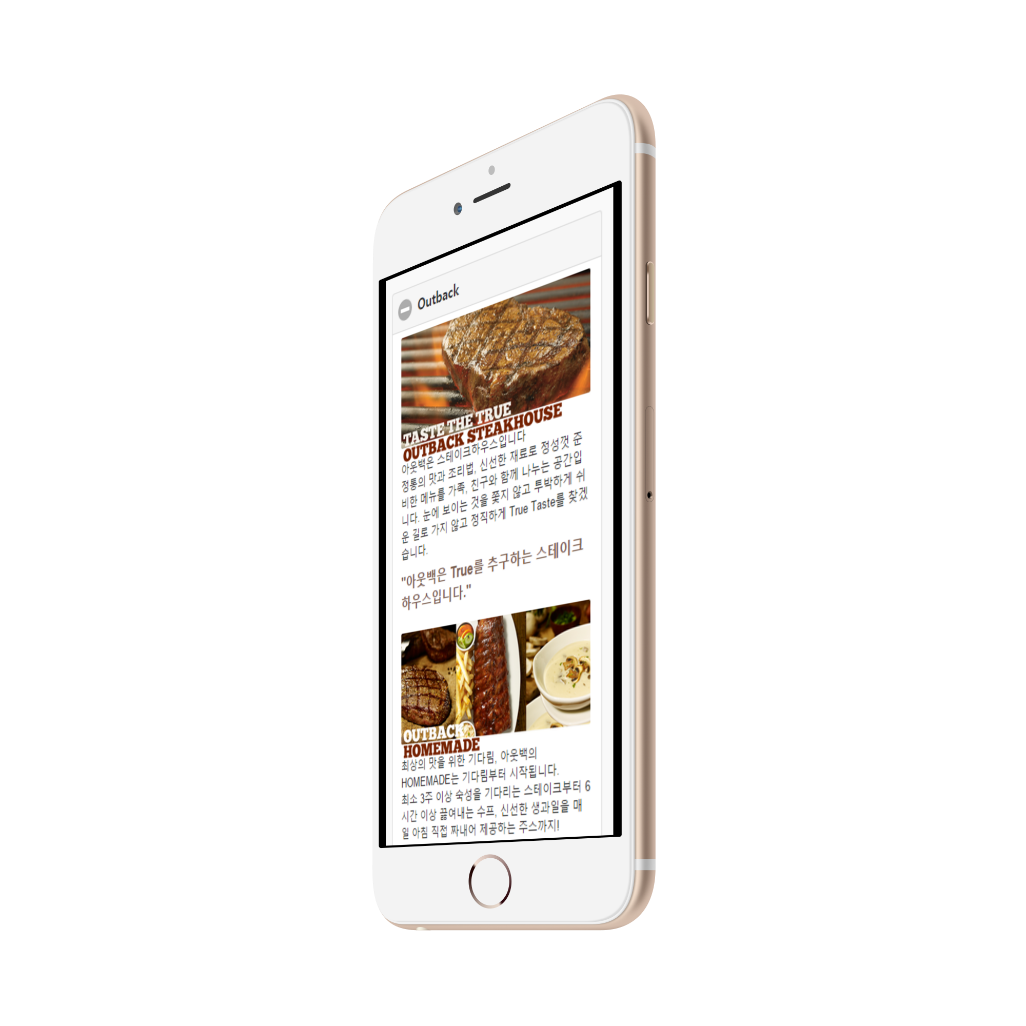 Outback
TASTE THE TRUE
OUTBACK STEAKHOUSE
아웃백은 스테이크하우스입니다
정통의 맛과 조리법, 신선한 재료로 정성껏 준
비한 메뉴를 가족, 친구와 함께 나누는 공간입
니다. 눈에 보이는 것을 쫓지 않고 투박하게 쉬
운 길로 가지 않고 정직하게 True Taste를 찾겠
습니다.
"아웃백은 True를 추구하는 스테이크
하우스입니다."
OUTBACK
HOMEMADE
최상의 맛을 위한 기다림, 아웃백의
HOMEMADE는 기다림부터 시작됩니다.
최소 3주 이상 숙성을 기다리는 스테이크부터 6
시간 이상 끓여내는 수프, 신선한 생과일을 매
일 아침 직접 짜내어 제공하는 주스까지!